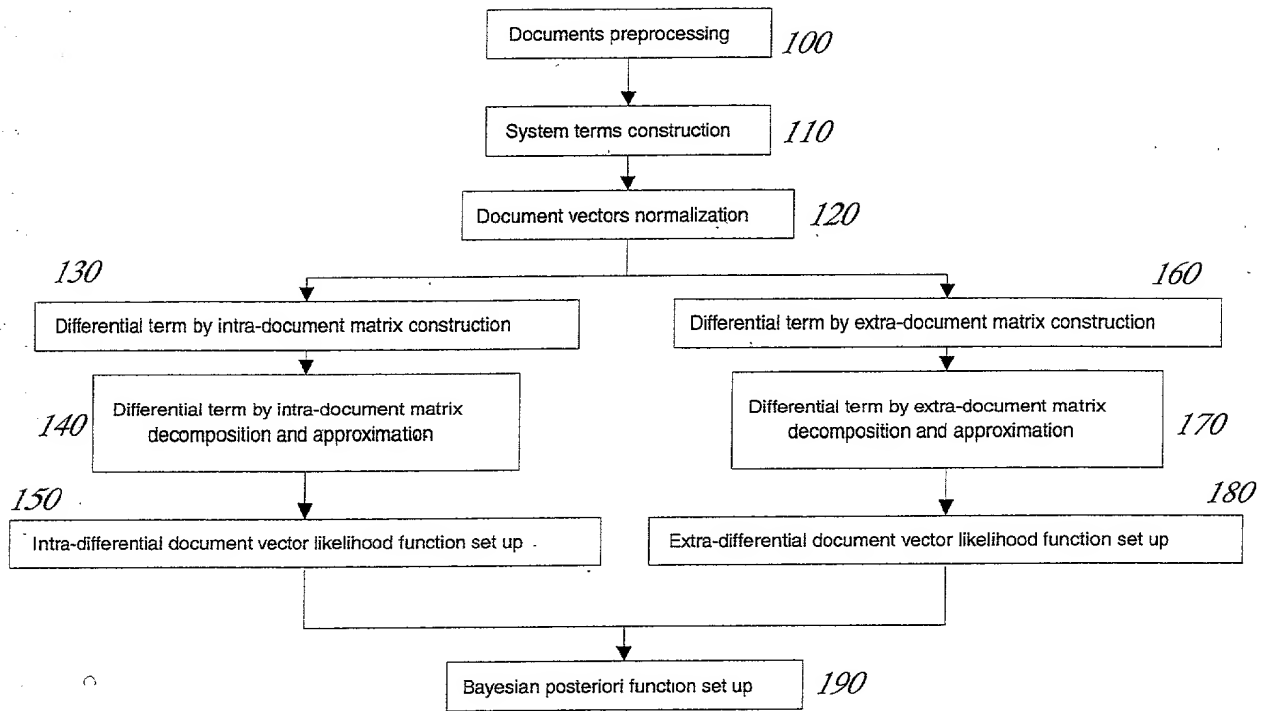 Documents preprocessing
100
System terms construction
110
Document vectors normalization
120
130
160
Differential term by intra-document matrix construction
Differential term by extra-document matrix construction
140
Differential term by intra-document matrix
decomposition and approximation
Differential term by extra-document matrix
decomposition and approximation
170
150
180
Intra-differential document vector likelihood function set up
Extra-differential document vector likelihood function set up
Bayesian posteriori function set up
190